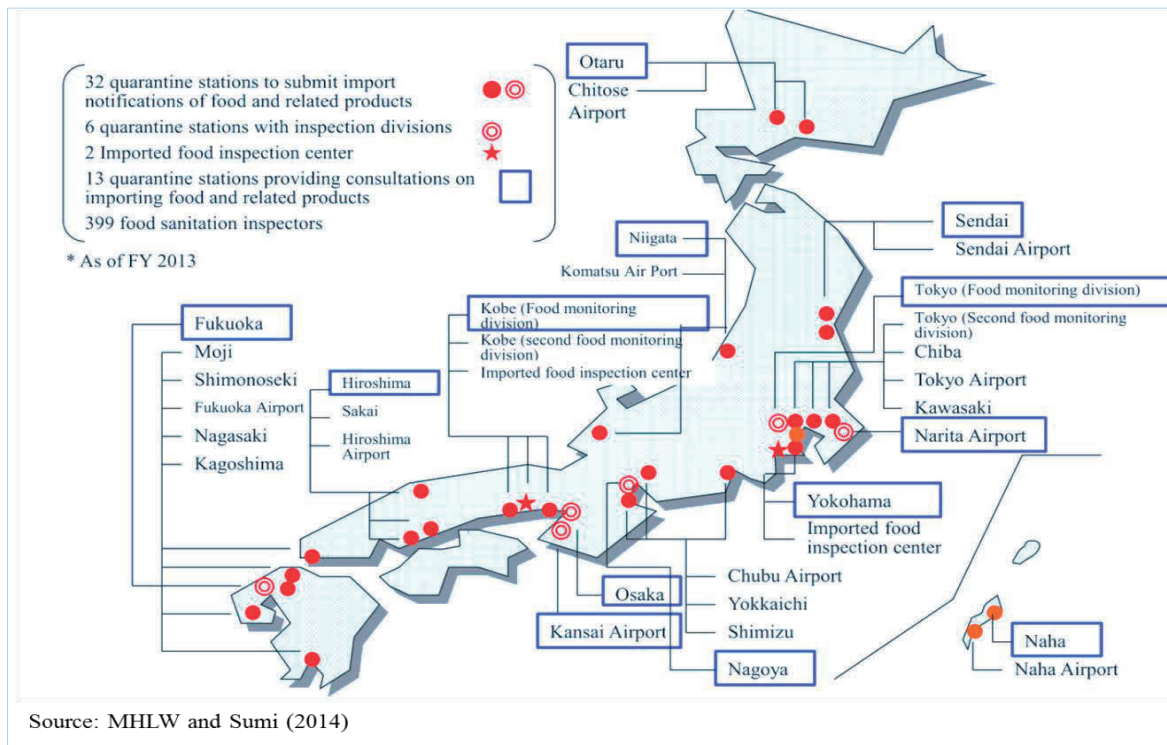 32 quarantine stations to submit import
notifications of food and related products
6 quarantine stations with inspection divisions
2 Imported food inspection center
13 quarantine stations providing consultations on
importing food and related products
399 food sanitation inspectors
* As of FY 2013
Otaru
Chitose
Airport
Sendai
Sendai Airport
Niigata
Komatsu Air Port
Tokyo (Food monitoring division)
Tokyo (Second food monitoring
division)
Chiba
Tokyo Airport
Kawasaki
Narita Airport
Kobe (Food monitoring
division)
Kobe (second food monitoring
division)
Imported food inspection center
Fukuoka
Moji
Shimonoseki
Fukuoka Airport
Nagasaki
Kagoshima
Hiroshima
Sakai
Hiroshima
Airport
Yokohama
Imported food
inspection center
Chubu Airport
Yokkaichi
Shimizu
Osaka
Kansai Airport
Nagoya
Naha
Naha Airport
Source: MHLW and Sumi (2014)